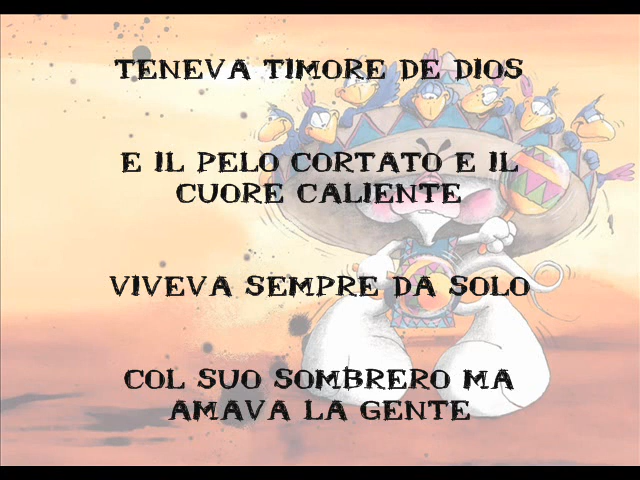 TENEVA TIMORE DE DIOS
E IL PELO CORTATO E IL
CUORE CALIENTE
VIVEVA SEMPRE DA SOLO
COL SUO SOMBRERO MA
AMAVA LA GENTE